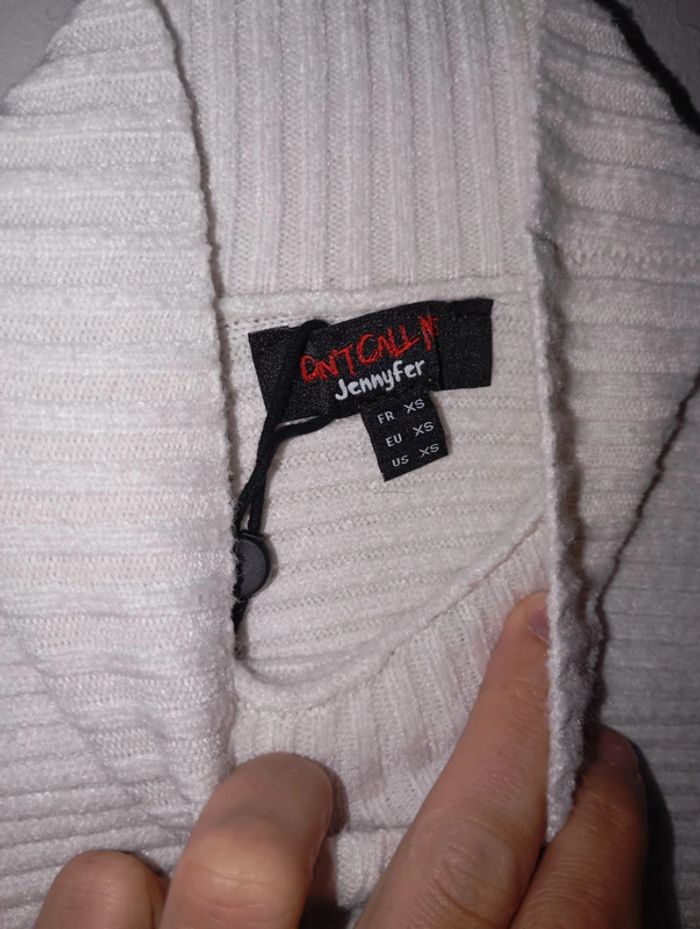 ON'T CALL M
Jennyfer
FR XS
EU XS
US XS